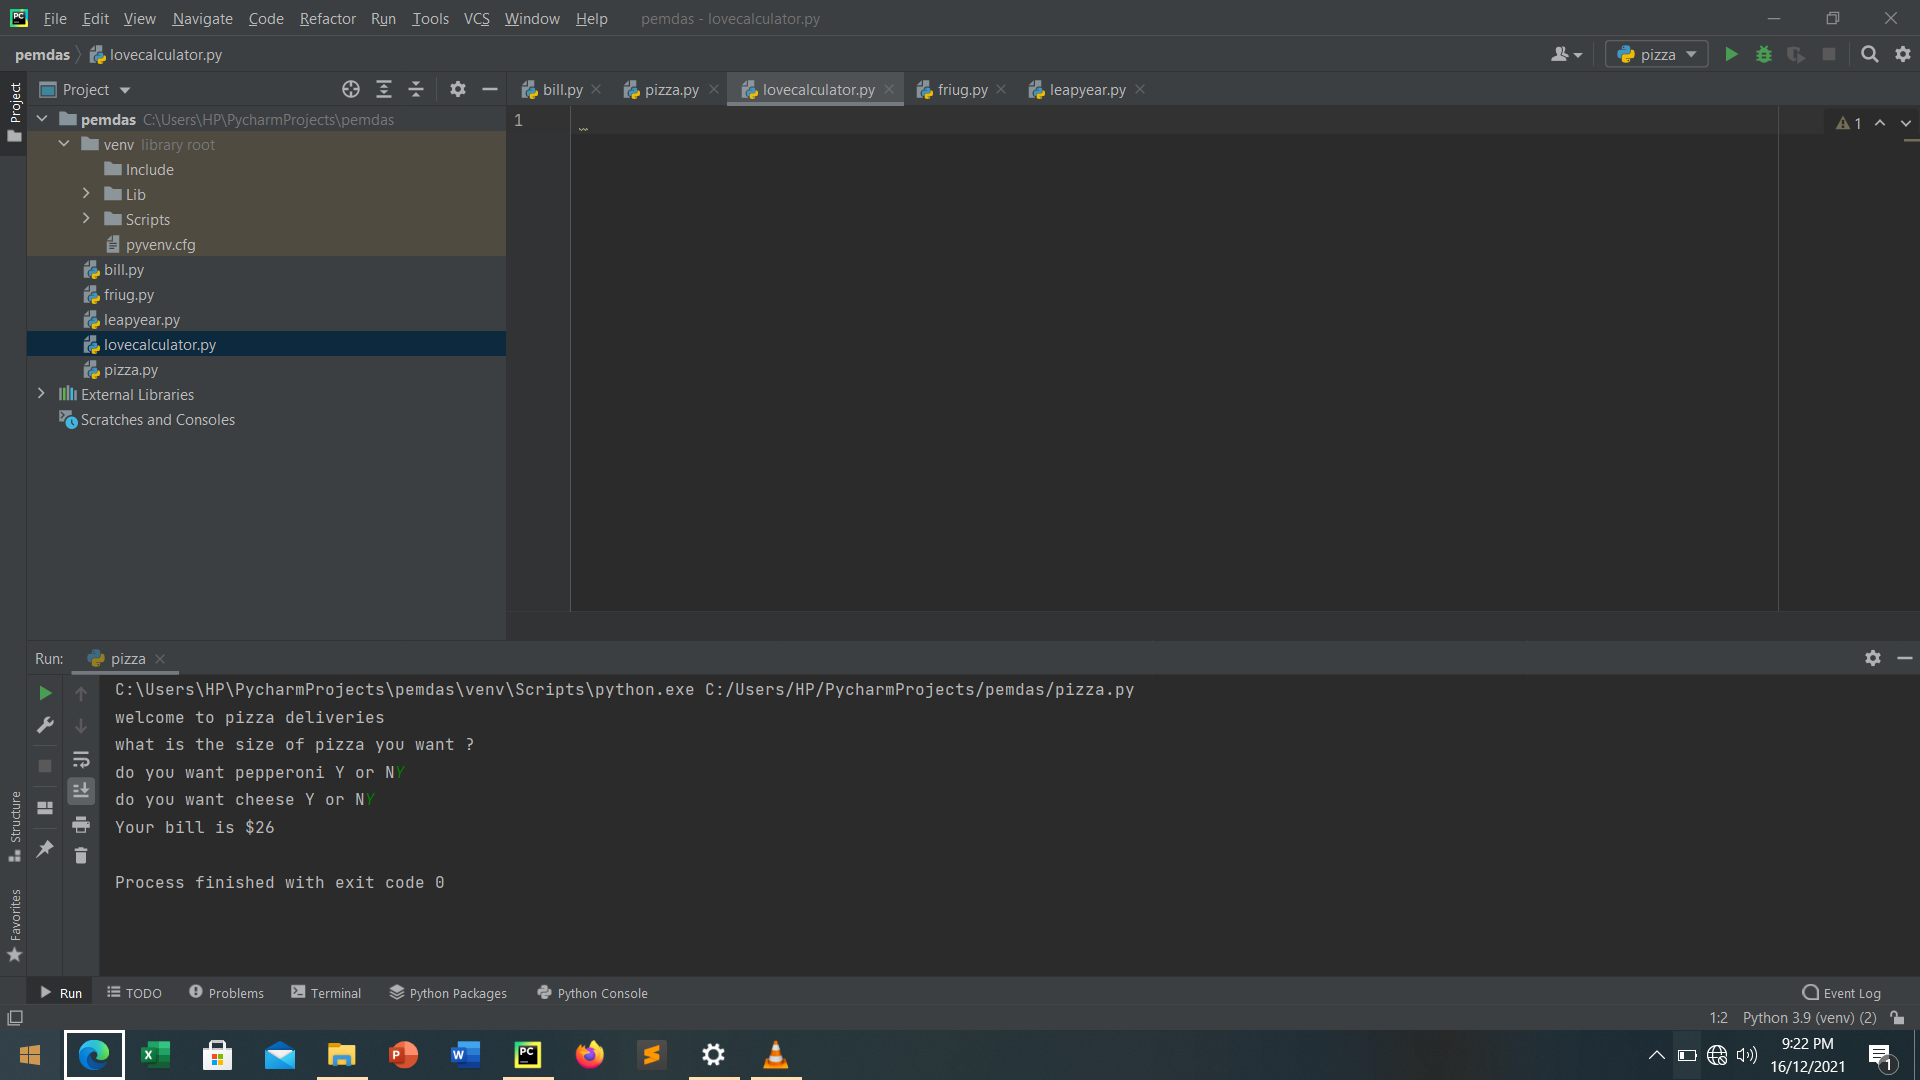 File Edit View Navigate Code Refactor Run Tools VCS Window Help pemdas - lovecalculator.py
pemdas lovecalculator.py pizza
Project
Project bill.py pizza.py lovecalculator.py friug.py leapyear.py
pemdas C:\Users\HP\PycharmProjects\pemdas
venv library root
Include
Lib
Scripts
pyvenv.cfg
bill.py
friug.py
leapyear.py
lovecalculator.py
pizza.py
External Libraries
Scratches and Consoles
1
1
Run: pizza
C:\Users\HP\PycharmProjects\pemdas\venv\Scripts\python.exe C:/Users/HP/PycharmProjects/pemdas/pizza.py
welcome to pizza deliveries
what is the size of pizza you want ?
do you want pepperoni Y or NY
do you want cheese Y or NY
Your bill is $26
Process finished with exit code 0
Structure
Favorites
Run TODO Problems Terminal Python Packages Python Console Event Log
1:2 Python 3.9 (venv) (2)
9:22 PM
16/12/2021
1